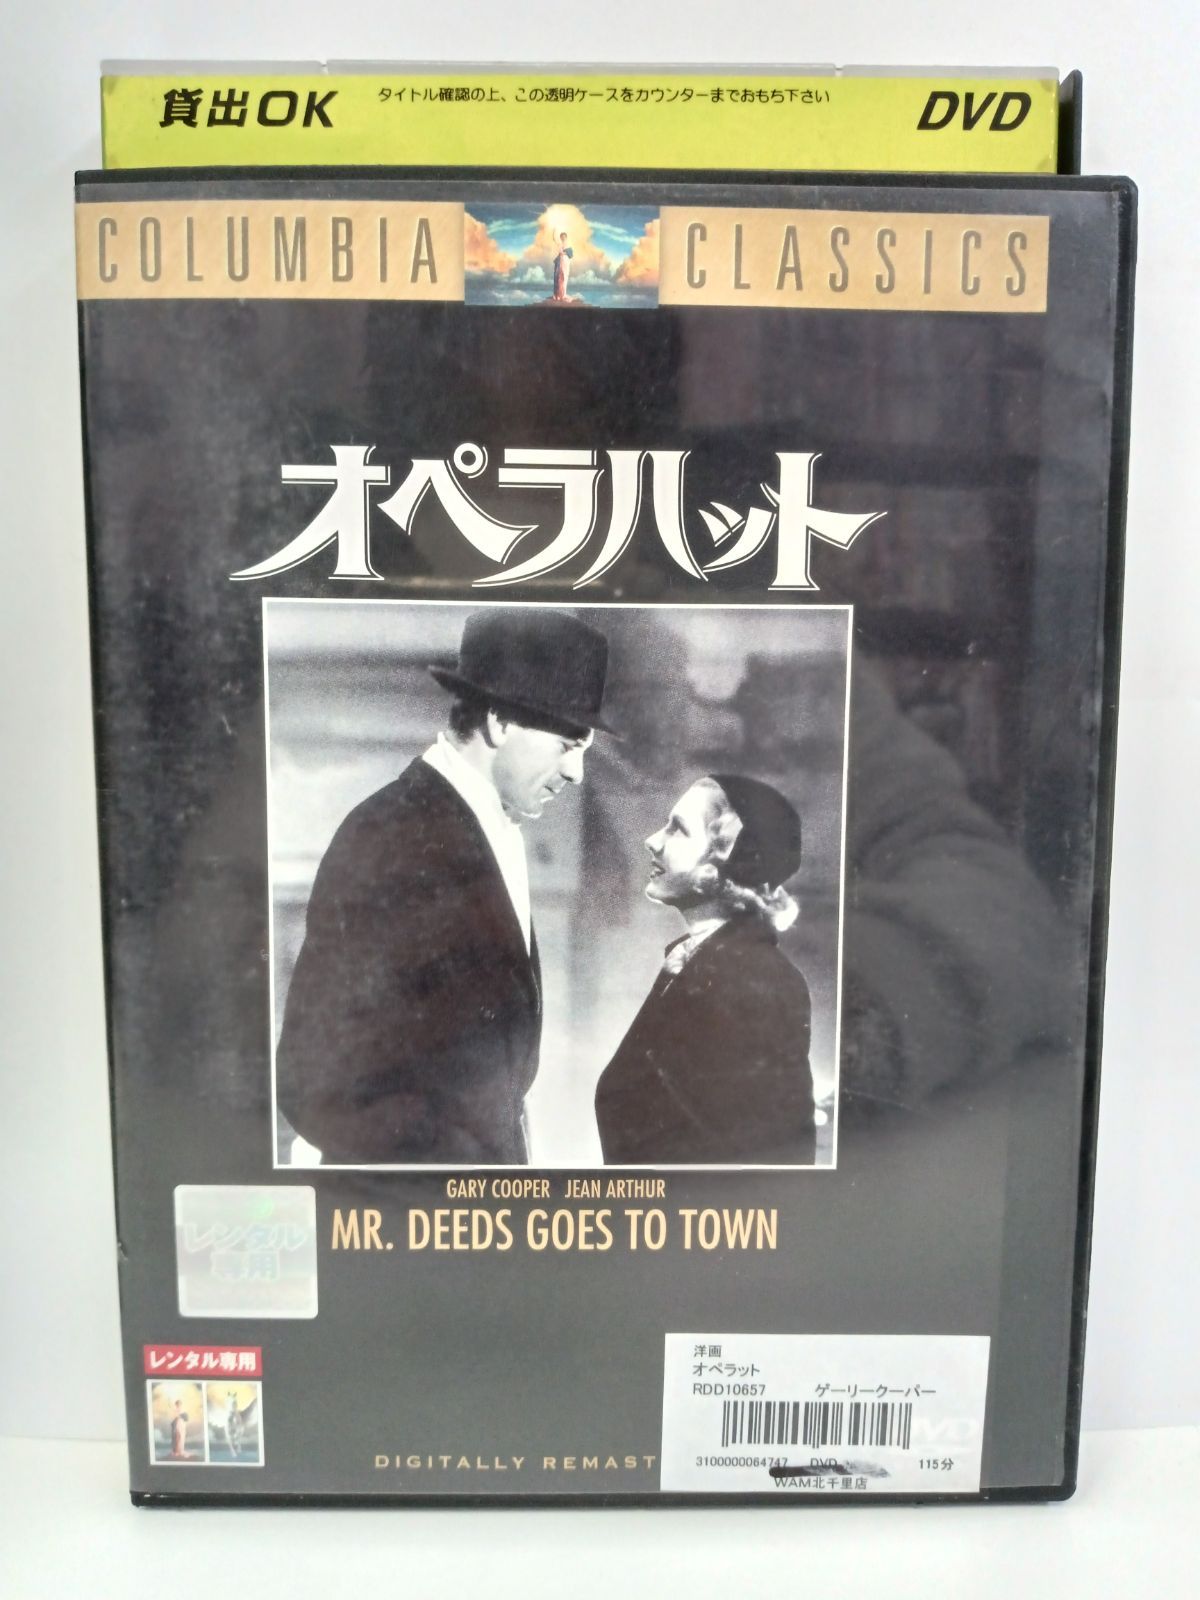 貸出OK タイトル確認の上、この透明ケースをカウンターまでおもち下さい DVD
COLUMBIA CLASSICS
オペラハット
GARY COOPER JEAN ARTHUR
MR. DEEDS GOES TO TOWN
レンタル
専用
レンタル専用
DIGITALLY REMAST
洋画
オペラット
RDD10657 ゲーリークーパー
3100000064747 DVD 115分
WAM北千里店